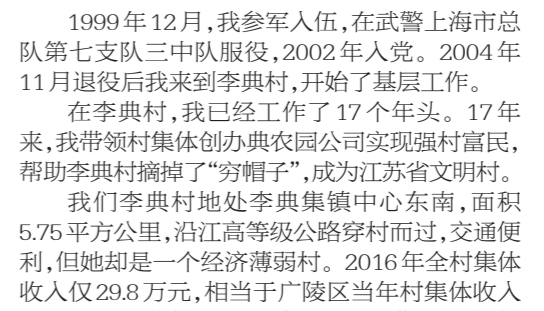 1999年12月，我参军入伍，在武警上海市总
队第七支队三中队服役，2002年入党。2004年
11月退役后我来到李典村，开始了基层工作。
在李典村，我已经工作了17个年头。17年
来，我带领村集体创办典农园公司实现强村富民，
帮助李典村摘掉了“穷帽子”，成为江苏省文明村。
我们李典村地处李典集镇中心东南，面积
5.75平方公里，沿江高等级公路穿村而过，交通便
利，但她却是一个经济薄弱村。2016年全村集体
收入仅29.8万元，相当于广陵区当年村集体收入